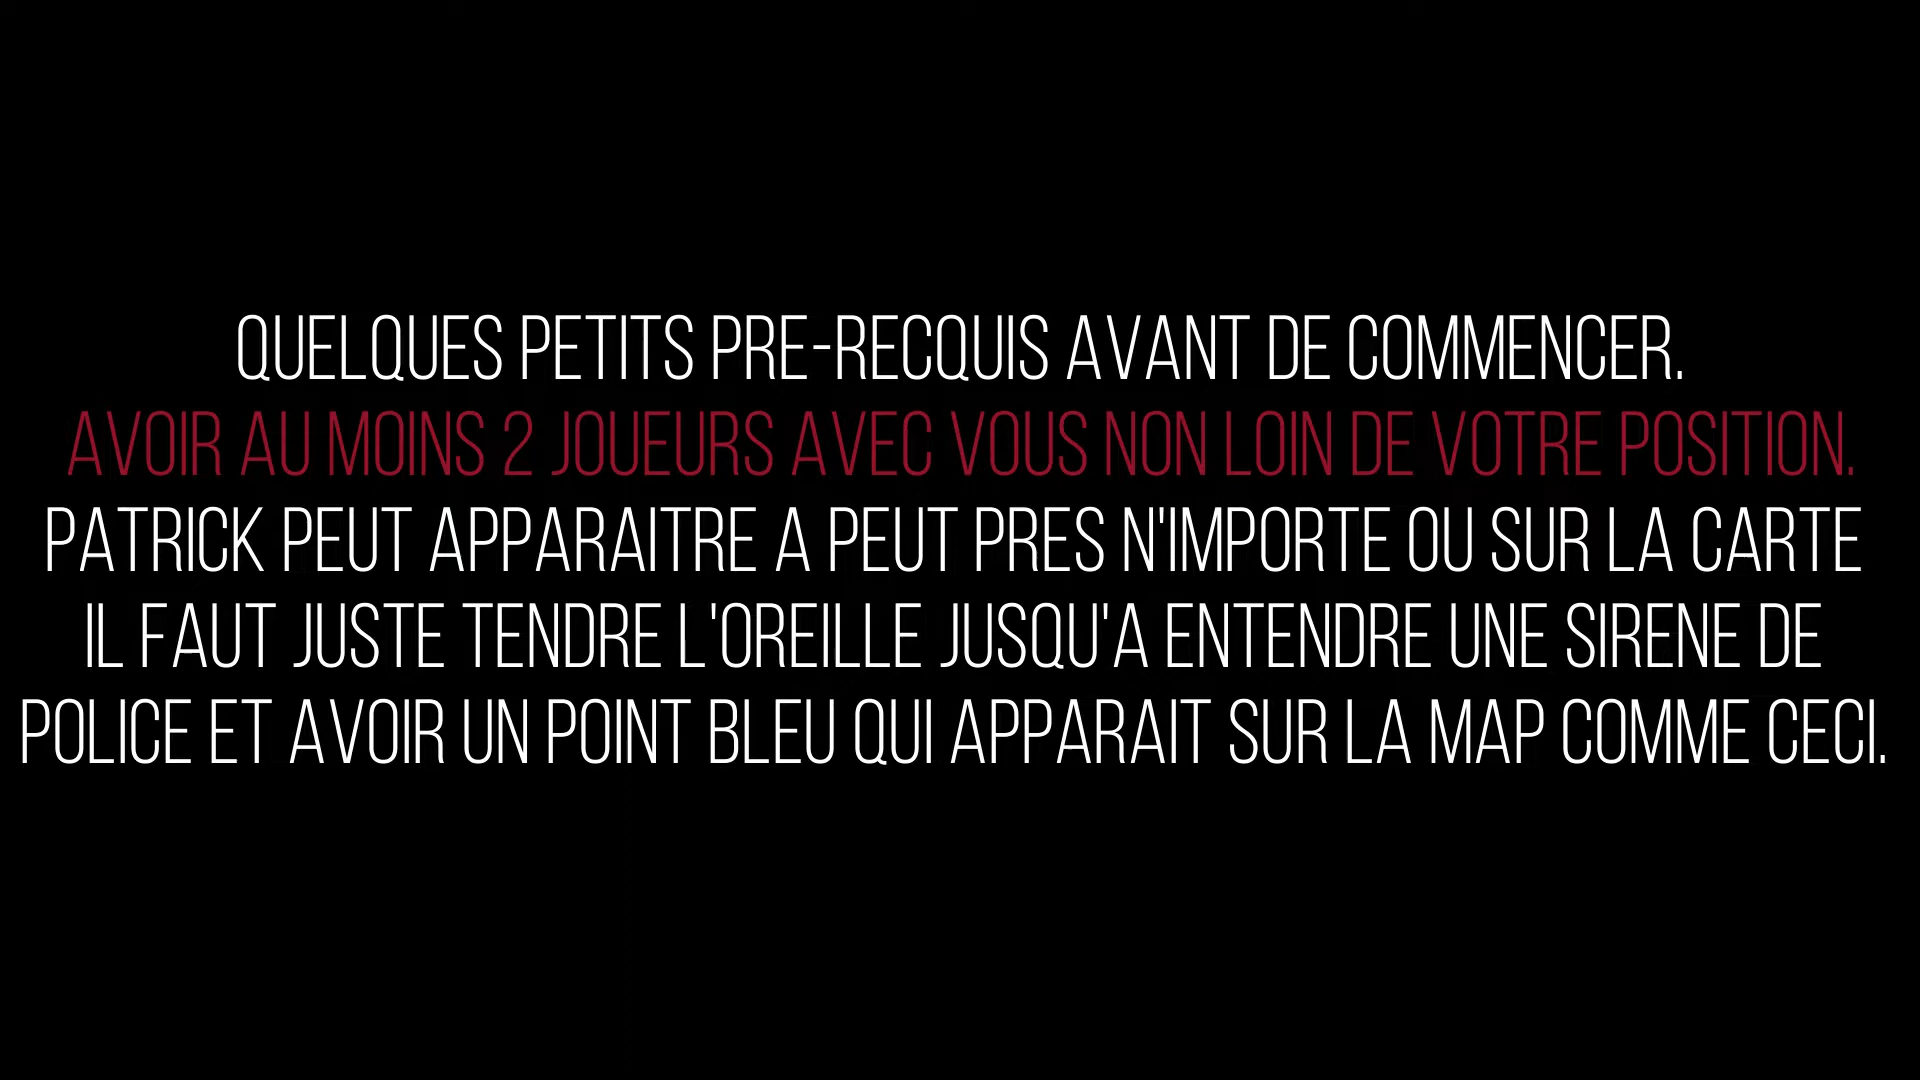 QUELQUES PETITS PRE-RECQUIS AVANT DE COMMENCER.
AVOIR AU MOINS 2 JOUEURS AVEC VOUS NON LOIN DE VOTRE POSITION.
PATRICK PEUT APPARAITRE A PEUT PRES N'IMPORTE OU SUR LA CARTE
IL FAUT JUSTE TENDRE L'OREILLE JUSQU'A ENTENDRE UNE SIRENE DE
POLICE ET AVOIR UN POINT BLEU QUI APPARAIT SUR LA MAP COMME CECI.